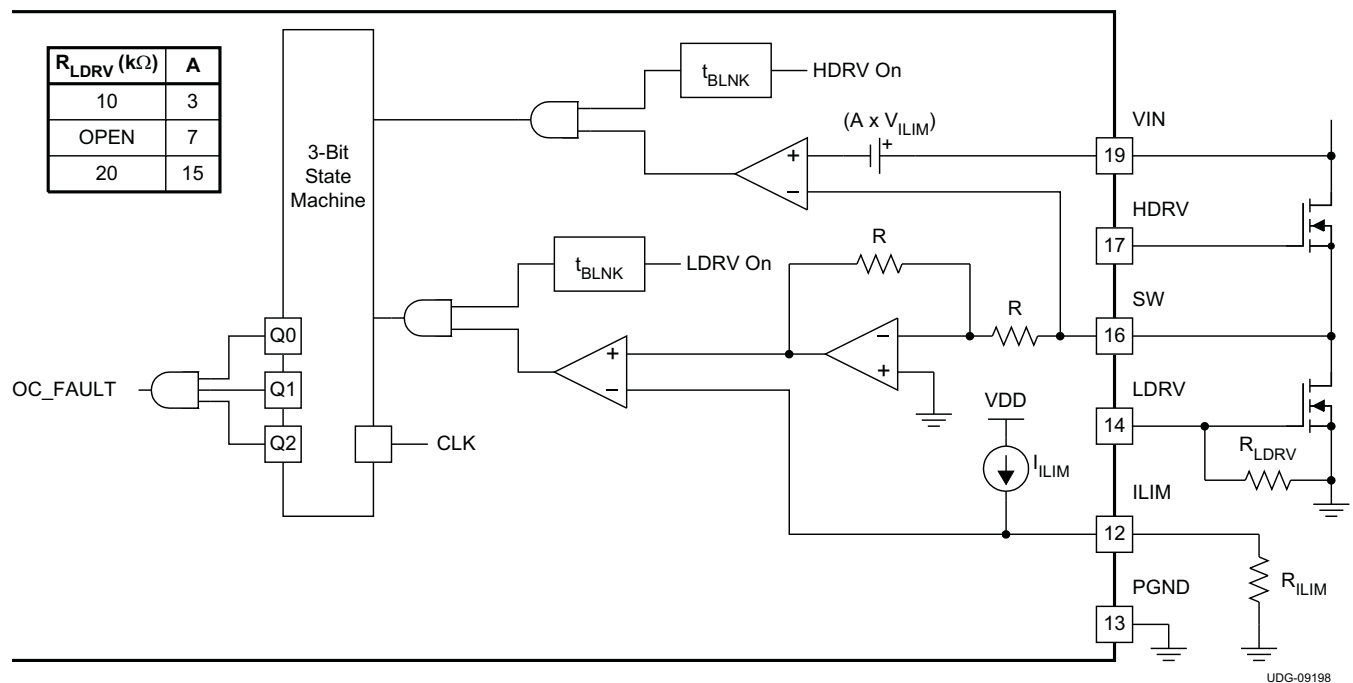 R_LDRV (kΩ) A
10 3
OPEN 7
20 15
3-Bit
State
Machine
t_BLNK
HDRV On
(A x V_ILIM)
+
+
−
VIN
19
HDRV
17
SW
16
LDRV
14
R_LDRV
ILIM
12
PGND
13
R_ILIM
t_BLNK
LDRV On
R
R
−
+
+
−
VDD
I_ILIM
Q0
Q1
Q2
OC_FAULT
CLK
UDG-09198